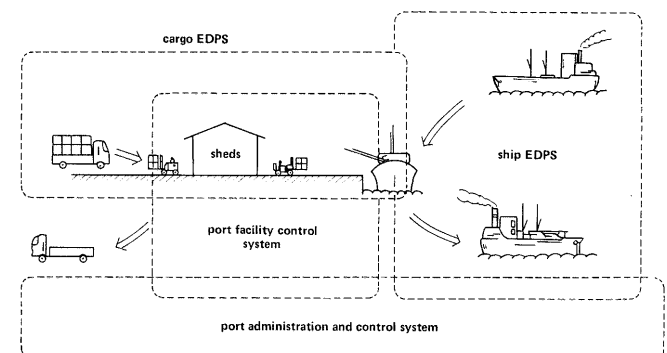 cargo EDPS
sheds
ship EDPS
port facility control
system
port administration and control system